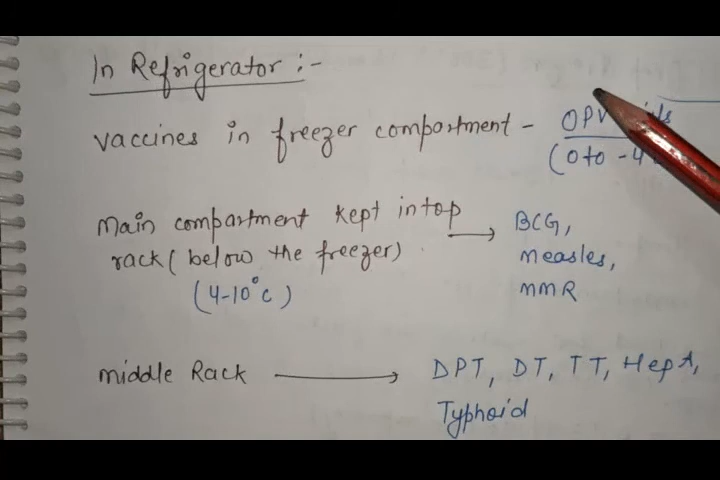 In Refrigerator :-
vaccines in freezer compartment - OPV
(0 to -4
main compartment kept in top
rack ( below the freezer)
(4-10°c)
→ BCG,
measles,
MMR
middle Rack → DPT, DT, TT, Hep A,
Typhoid